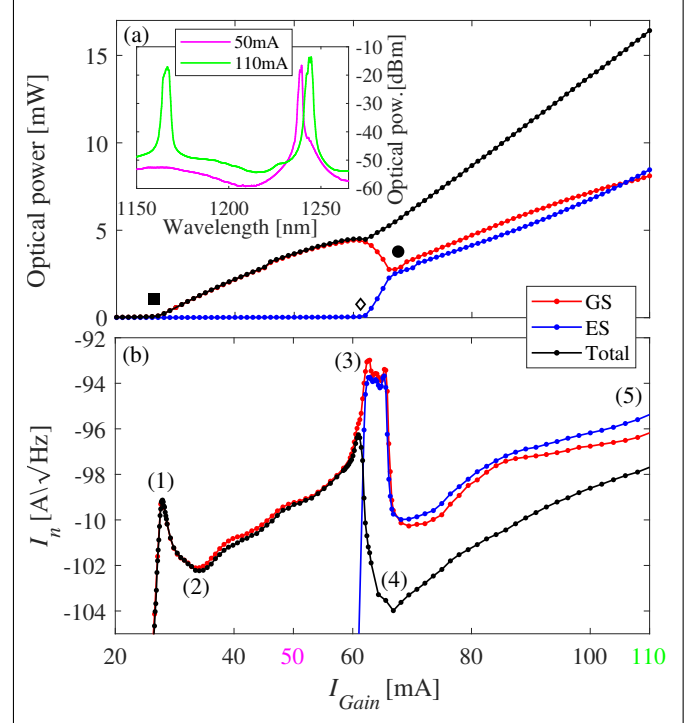 (a)
50mA
110mA
-10
-20
-30
-40
-50
-60
Optical pow.[dBm]
1150
1200
1250
Wavelength [nm]
15
10
5
0
Optical power [mW]
GS
ES
Total
(b)
-92
-94
-96
-98
-100
-102
-104
I_n [A\√Hz]
(1)
(2)
(3)
(4)
(5)
20
40
50
60
80
100
110
I_Gain [mA]